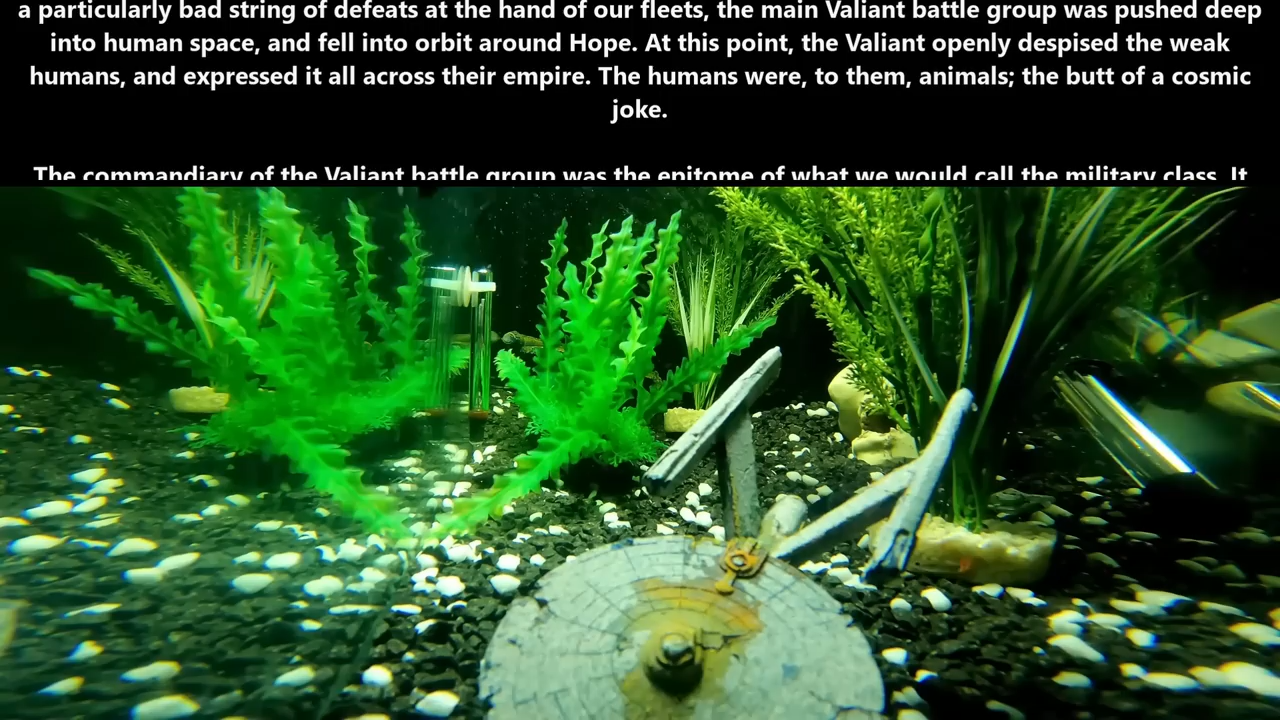 a particularly bad string of defeats at the hand of our fleets, the main Valiant battle group was pushed deep
into human space, and fell into orbit around Hope. At this point, the Valiant openly despised the weak
humans, and expressed it all across their empire. The humans were, to them, animals; the butt of a cosmic
joke.
The commandiary of the Valiant battle group was the epitome of what we would call the military class. It